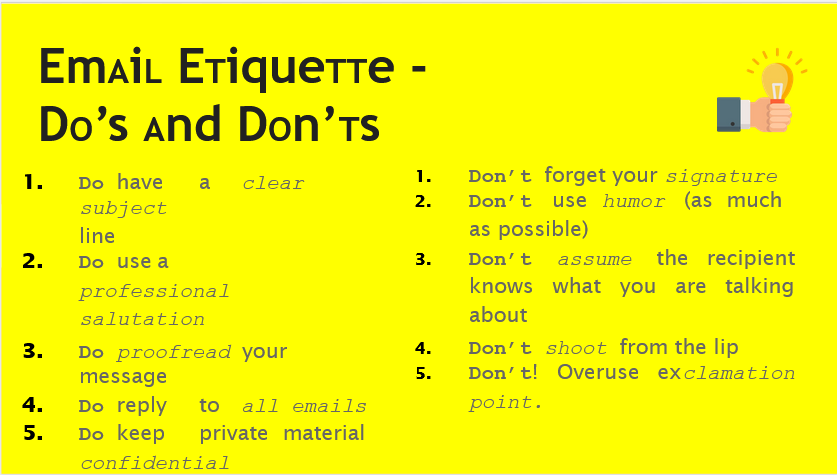 EmAiL ETiqueTTe -
Do's And Don'Ts
1. Do have a clear
subject
line
2. Do use a
professional
salutation
3. Do proofread your
message
4. Do reply to all emails
5. Do keep private material
confidential
1. Don't forget your signature
2. Don't use humor (as much
as possible)
3. Don't assume the recipient
knows what you are talking
about
4. Don't shoot from the lip
5. Don't! Overuse exclamation
point.